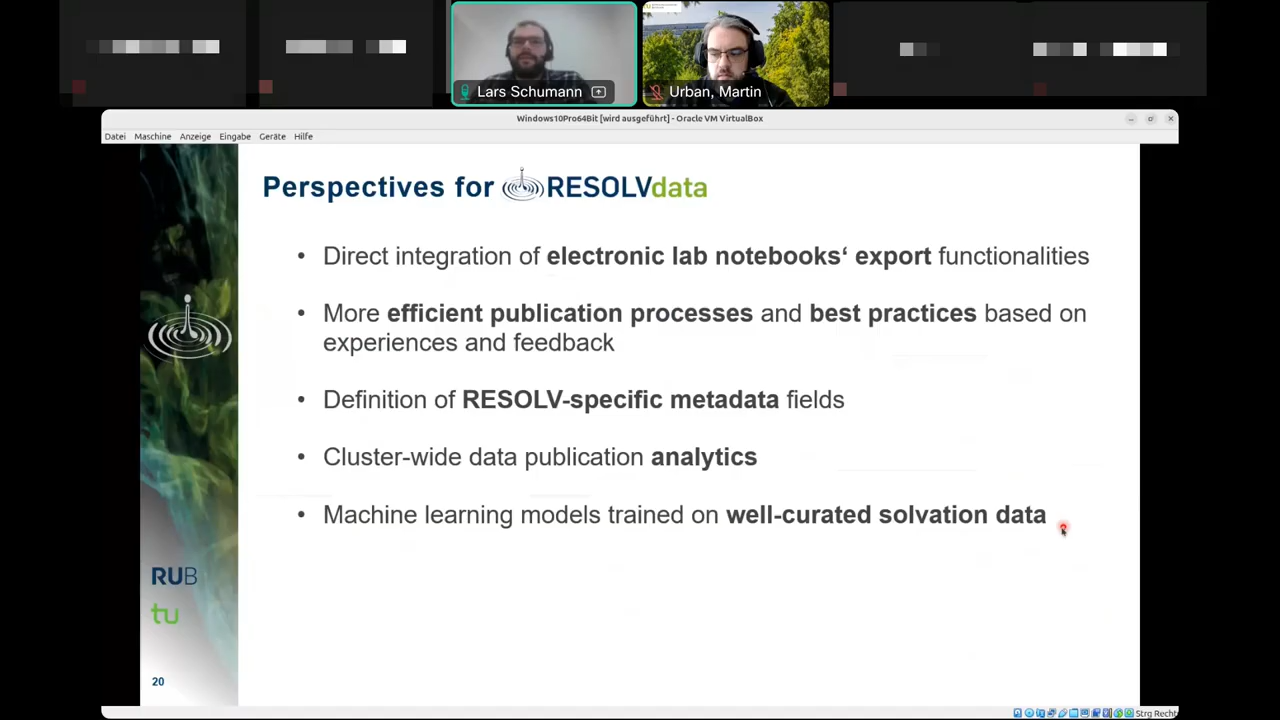 Lars Schumann
Urban, Martin
Windows10Pro64Bit [wird ausgeführt] - Oracle VM VirtualBox
Datei Maschine Anzeige Eingabe Geräte Hilfe
Perspectives for RESOLVdata
• Direct integration of electronic lab notebooks‘ export functionalities
• More efficient publication processes and best practices based on
experiences and feedback
• Definition of RESOLV-specific metadata fields
• Cluster-wide data publication analytics
• Machine learning models trained on well-curated solvation data
RUB
tu
20
Strg Recht